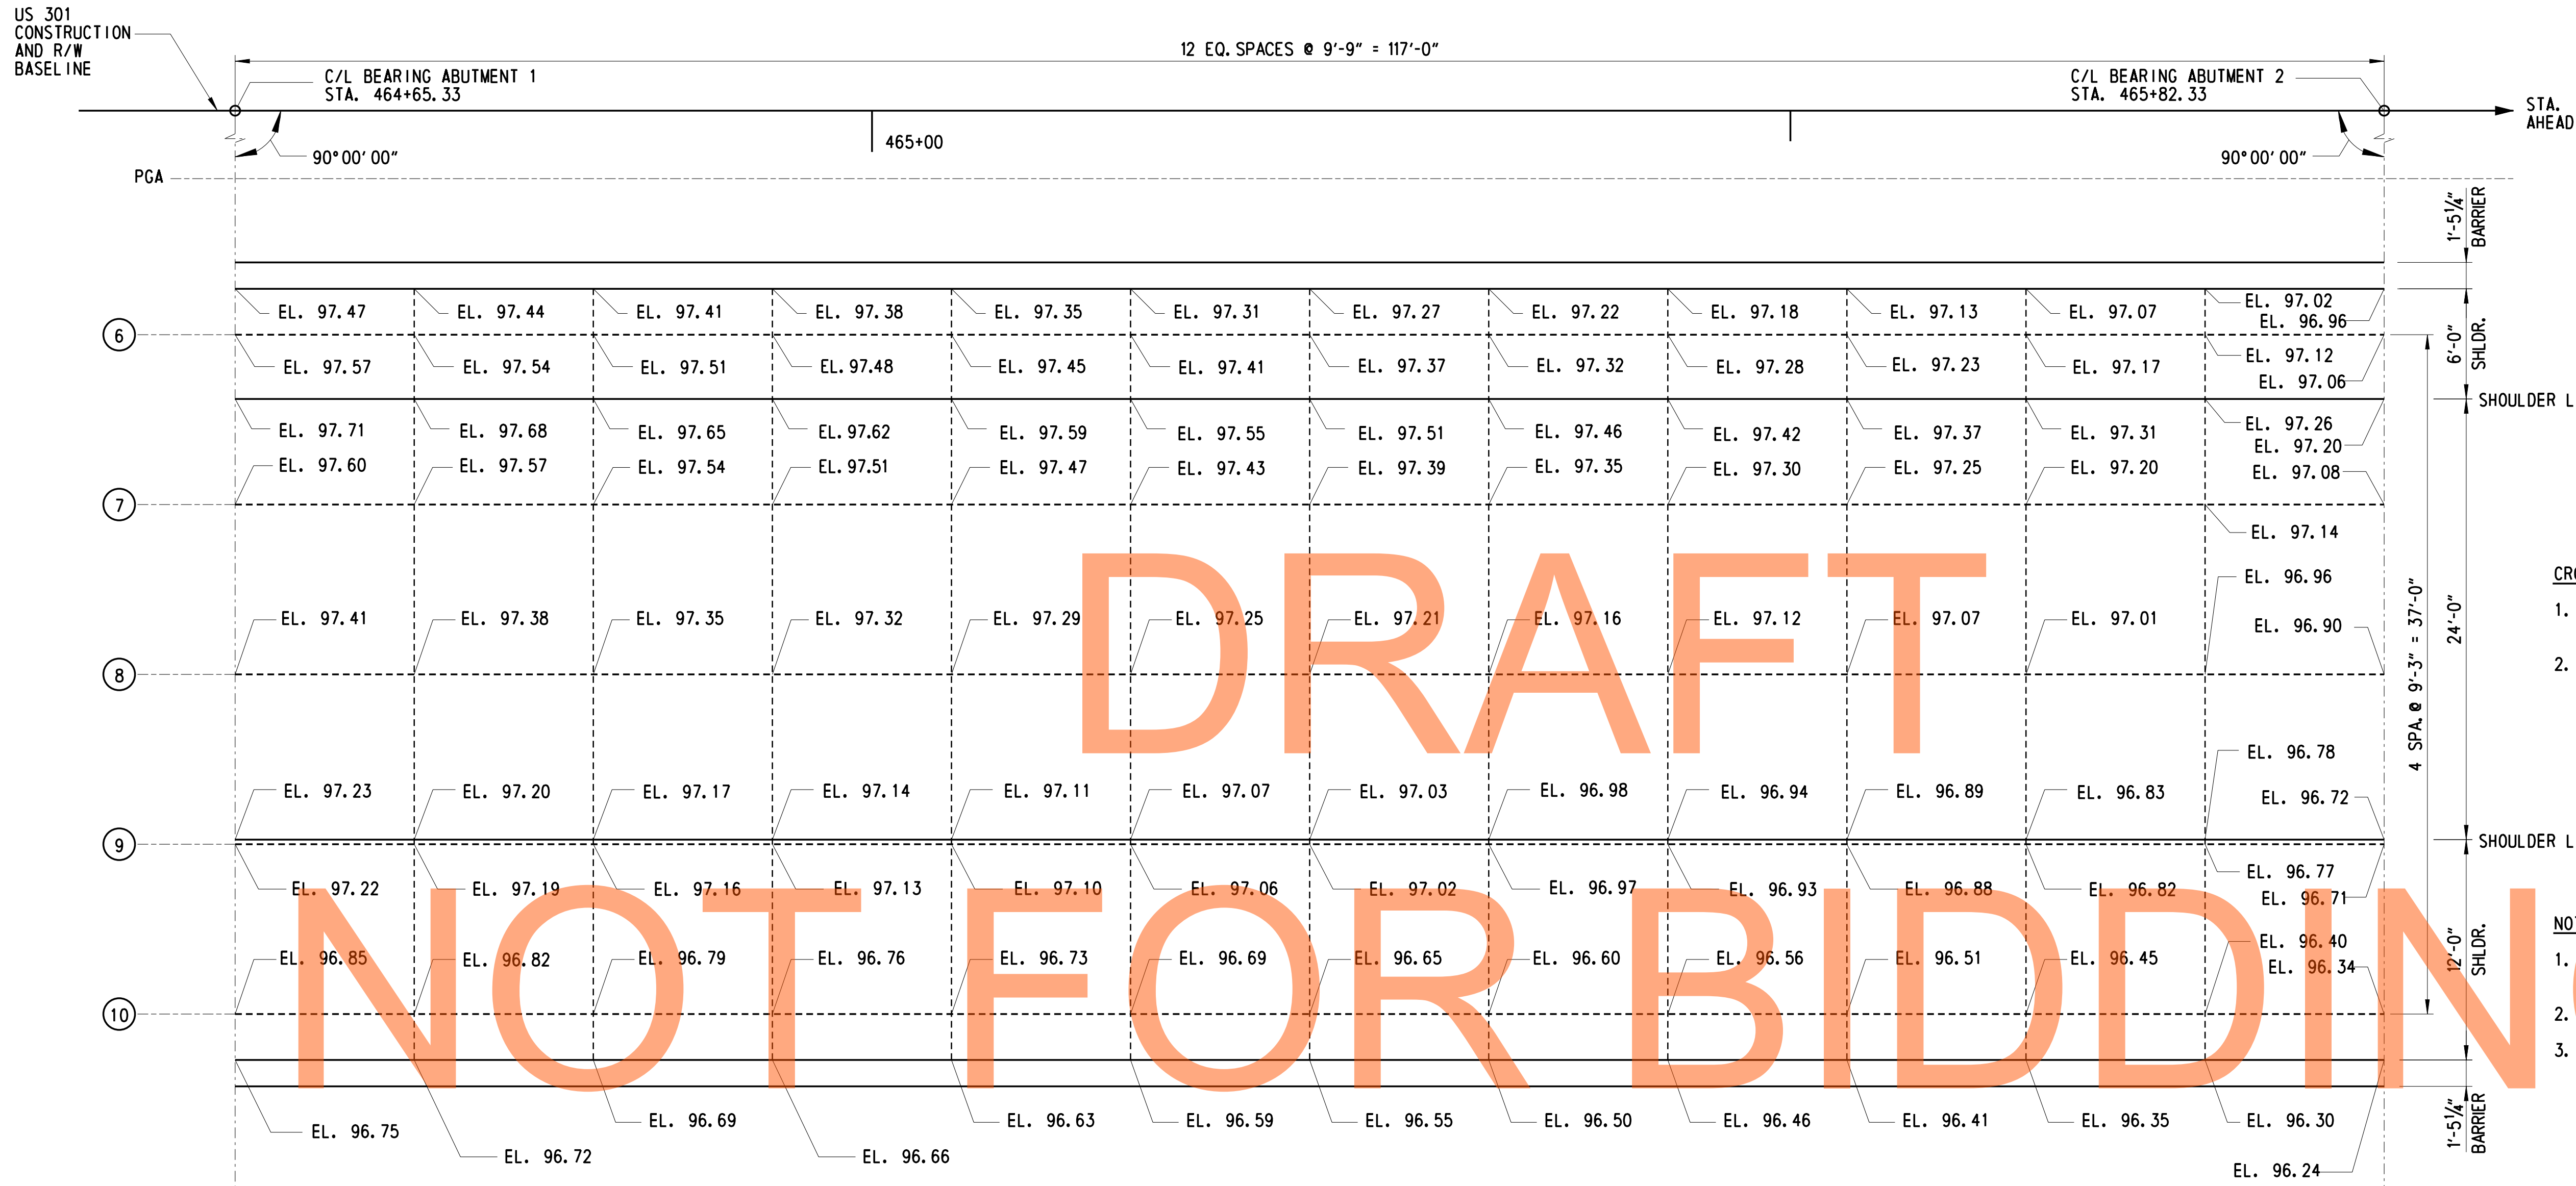 US 301
CONSTRUCTION
AND R/W
BASELINE
12 EQ. SPACES @ 9'-9" = 117'-0"
C/L BEARING ABUTMENT 1
STA. 464+65.33
C/L BEARING ABUTMENT 2
STA. 465+82.33
STA.
AHEAD
465+00
90°00'00"
90°00'00"
PGA
1'-5¼"
BARRIER
EL. 97.47 EL. 97.44 EL. 97.41 EL. 97.38 EL. 97.35 EL. 97.31 EL. 97.27 EL. 97.22 EL. 97.18 EL. 97.13 EL. 97.07 EL. 97.02
EL. 96.96
6
6'-0"
SHLDR.
EL. 97.57 EL. 97.54 EL. 97.51 EL. 97.48 EL. 97.45 EL. 97.41 EL. 97.37 EL. 97.32 EL. 97.28 EL. 97.23 EL. 97.17 EL. 97.12
EL. 97.06
SHOULDER L
EL. 97.71 EL. 97.68 EL. 97.65 EL. 97.62 EL. 97.59 EL. 97.55 EL. 97.51 EL. 97.46 EL. 97.42 EL. 97.37 EL. 97.31 EL. 97.26
EL. 97.20
EL. 97.60 EL. 97.57 EL. 97.54 EL. 97.51 EL. 97.47 EL. 97.43 EL. 97.39 EL. 97.35 EL. 97.30 EL. 97.25 EL. 97.20 EL. 97.08
7
EL. 97.14
DRAFT
EL. 96.96
CR
1.
EL. 97.41 EL. 97.38 EL. 97.35 EL. 97.32 EL. 97.29 EL. 97.25 EL. 97.21 EL. 97.16 EL. 97.12 EL. 97.07 EL. 97.01 EL. 96.90
24'-0"
4 SPA. @ 9'-3" = 37'-0"
2.
8
EL. 96.78
EL. 97.23 EL. 97.20 EL. 97.17 EL. 97.14 EL. 97.11 EL. 97.07 EL. 97.03 EL. 96.98 EL. 96.94 EL. 96.89 EL. 96.83 EL. 96.72
9
SHOULDER L
EL. 96.77
EL. 97.22 EL. 97.19 EL. 97.16 EL. 97.13 EL. 97.10 EL. 97.06 EL. 97.02 EL. 96.97 EL. 96.93 EL. 96.88 EL. 96.82 EL. 96.71
NOT FOR BIDDIN
NO
EL. 96.40
EL. 96.85 EL. 96.82 EL. 96.79 EL. 96.76 EL. 96.73 EL. 96.69 EL. 96.65 EL. 96.60 EL. 96.56 EL. 96.51 EL. 96.45 EL. 96.34
12'-0"
SHLDR.
1.
10
2.
3.
EL. 96.75 EL. 96.72 EL. 96.69 EL. 96.66 EL. 96.63 EL. 96.59 EL. 96.55 EL. 96.50 EL. 96.46 EL. 96.41 EL. 96.35 EL. 96.30
1'-5¼"
BARRIER
EL. 96.24